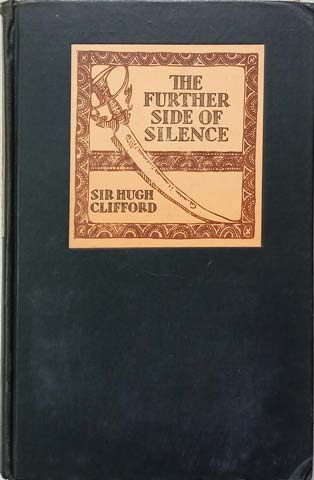 THE
FURTHER
SIDE OF
SILENCE
SIR HUGH
CLIFFORD